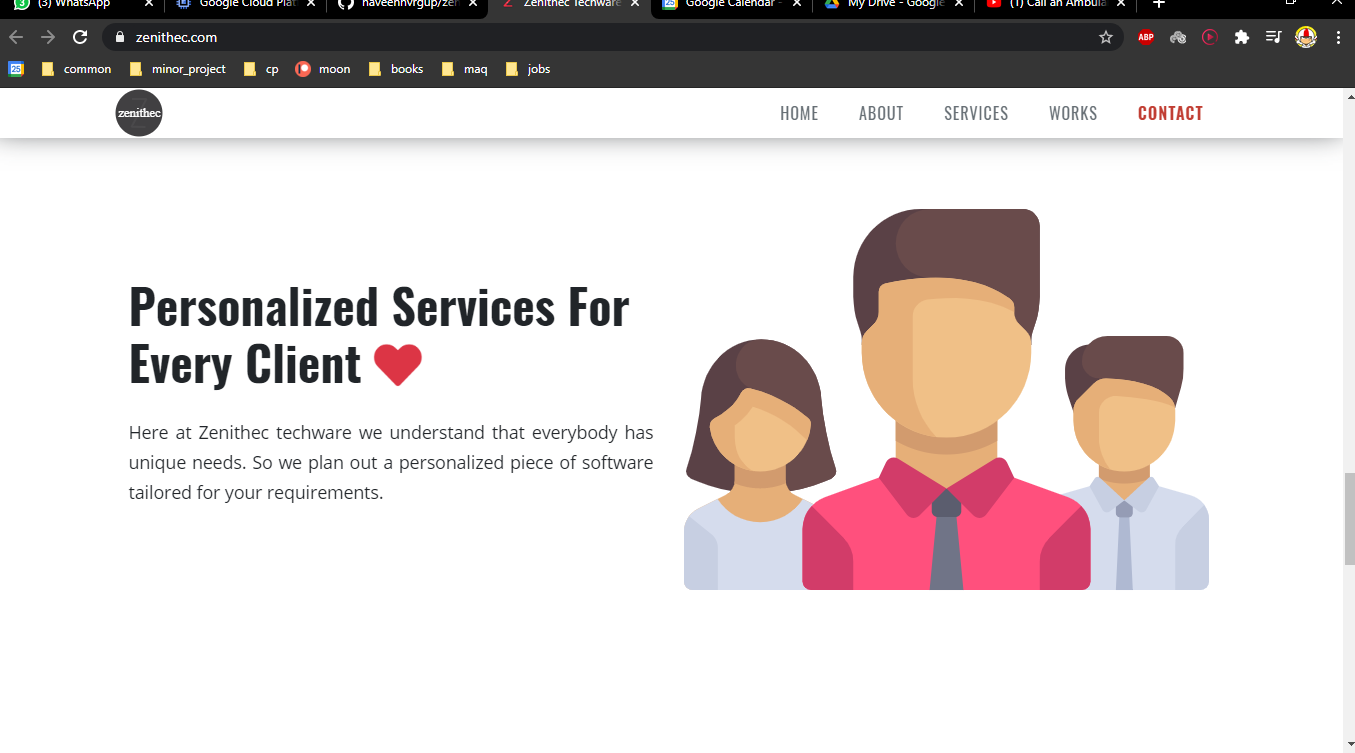 (3) WhatsApp
Google Cloud Plat
naveenhvrgup/zer
Zenithec Techware
Google Calendar -
My Drive - Google
(1) Call an Ambula
zenithec.com
ABP
25
common
minor_project
cp
moon
books
maq
jobs
zenithec
HOME
ABOUT
SERVICES
WORKS
CONTACT
Personalized Services For
Every Client
Here at Zenithec techware we understand that everybody has
unique needs. So we plan out a personalized piece of software
tailored for your requirements.